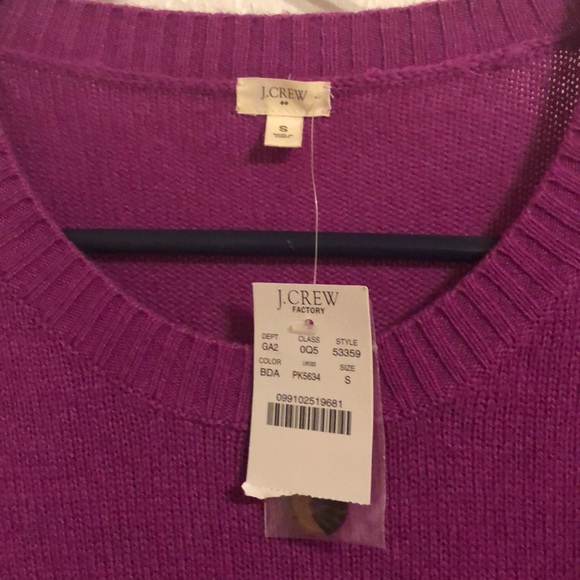 J.CREW
S
J.CREW
FACTORY
DEPT CLASS STYLE
GA2 0Q5 53359
COLOR SIZE
BDA PK5634 S
099102519681